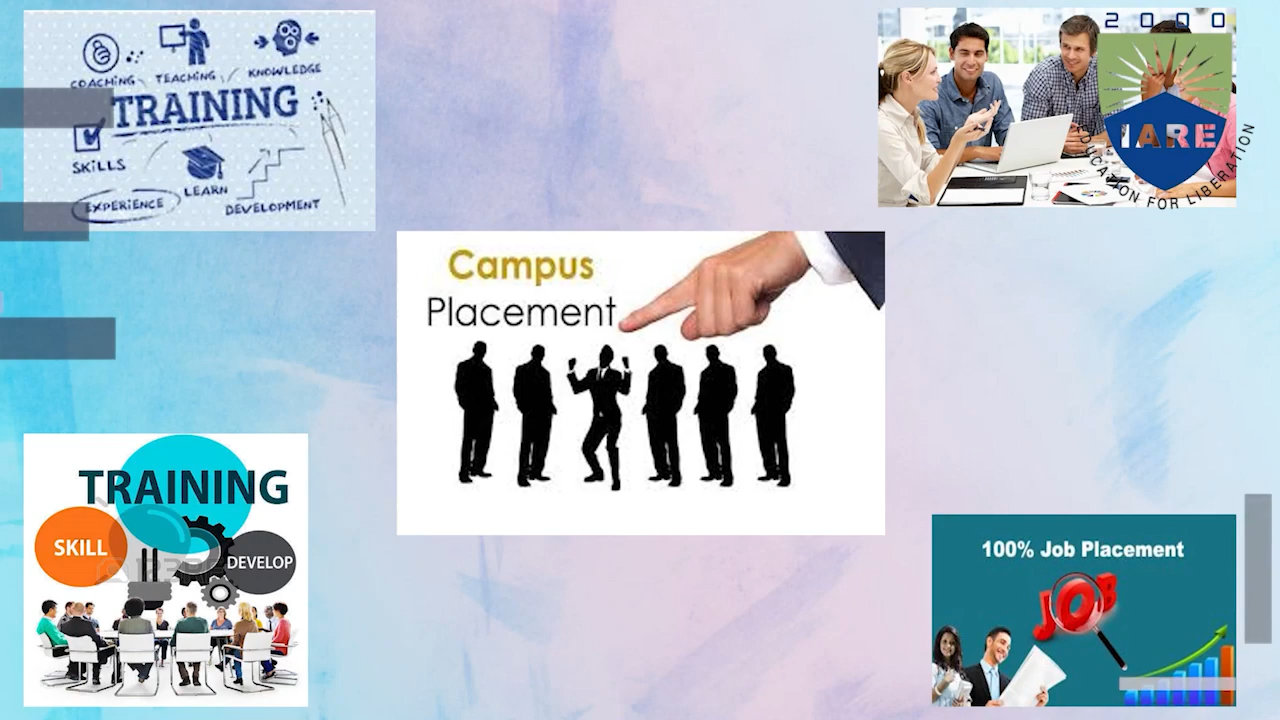 COACHING
TEACHING
KNOWLEDGE
TRAINING
SKILLS
LEARN
EXPERIENCE
DEVELOPMENT
2000
IARE
EDUCATION FOR LIBERATION
Campus
Placement
TRAINING
SKILL
DEVELOP
100% Job Placement
JOB